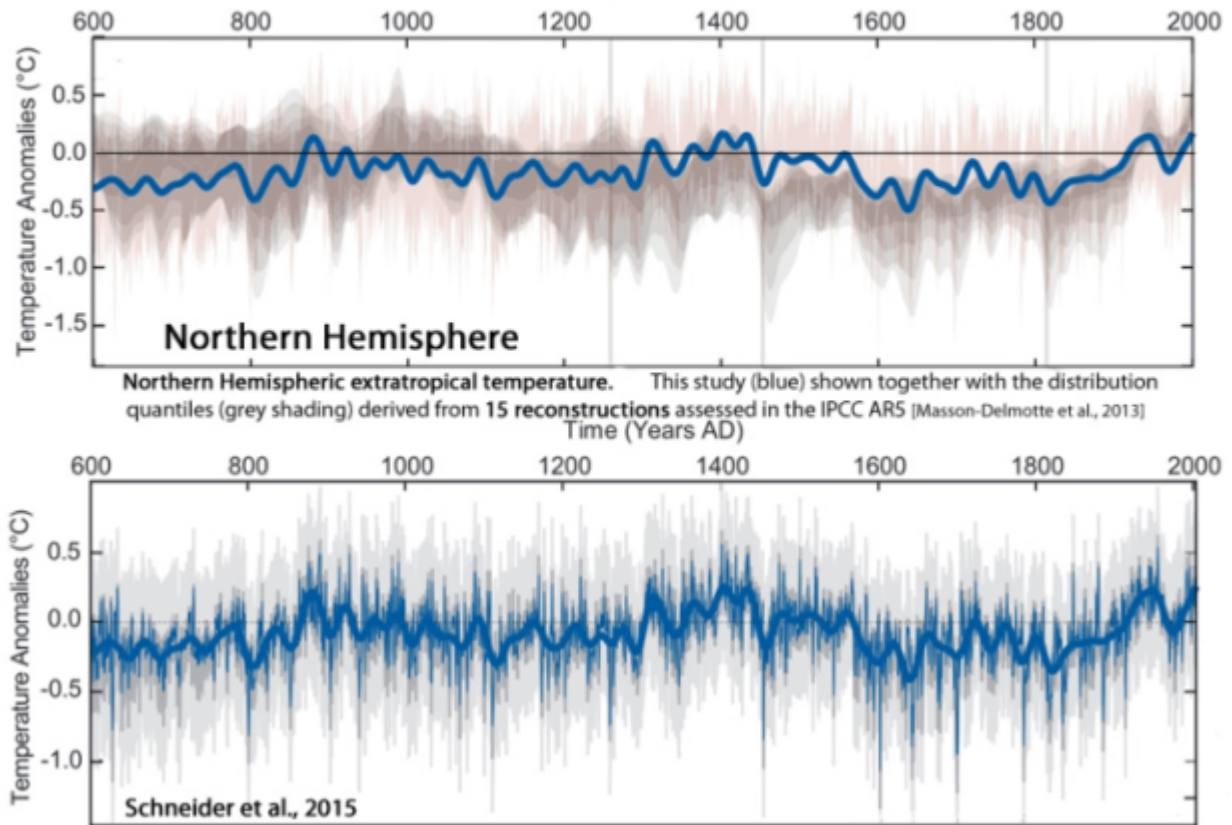 600 800 1000 1200 1400 1600 1800 2000
Temperature Anomalies (°C)
0.5
0.0
-0.5
-1.0
-1.5
Northern Hemisphere
Northern Hemispheric extratropical temperature. This study (blue) shown together with the distribution
quantiles (grey shading) derived from 15 reconstructions assessed in the IPCC AR5 [Masson-Delmotte et al., 2013]
Time (Years AD)
600 800 1000 1200 1400 1600 1800 2000
Temperature Anomalies (°C)
0.5
0.0
-0.5
-1.0
Schneider et al., 2015